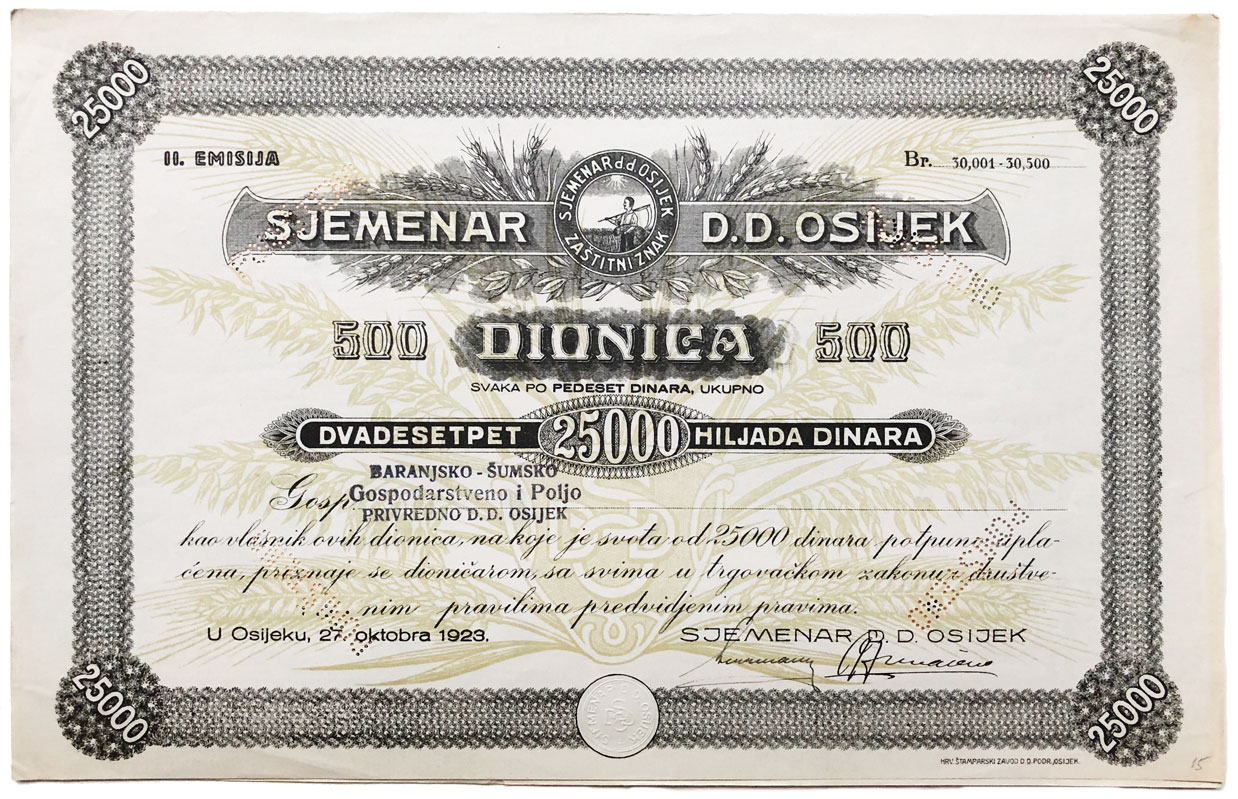 25000
25000
II. EMISIJA
Br. 30,001 - 30,500
SJEMENAR D.D. OSIJEK
SJEMENAR d.d. OSIJEK
ZAŠTITNI ZNAK
500 DIONICA 500
SVAKA PO PEDESET DINARA, UKUPNO
DVADESETPET 25000 HILJADA DINARA
BARANJSKO - ŠUMSKO
Gosp. Gospodarstveno i Poljo
PRIVREDNO D.D. OSIJEK
kao vlasnik ovih dionica, na koje je svota od 25000 dinara potpuno upla-
ćena, priznaje se dioničarom, sa svima u trgovačkom zakonu i društve-
nim pravilima predvidjenim pravima.
U Osijeku, 27. oktobra 1923.
SJEMENAR D.D. OSIJEK
25000
25000
SJEMENAR D.D. OSIJEK
HRV. ŠTAMPARSKI ZAVOD D.D. PODR., OSIJEK.
15